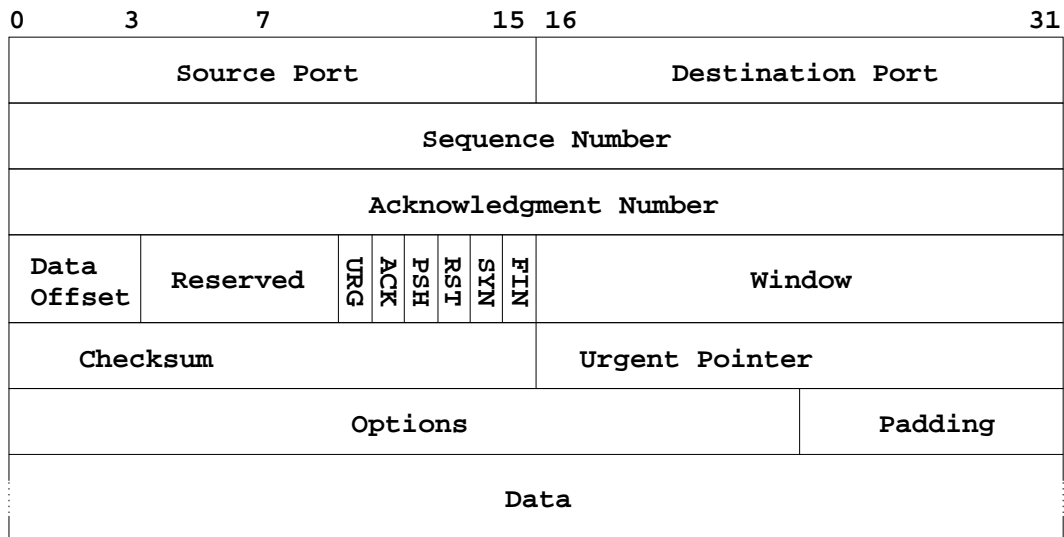 0 3 7 15 16 31
Source Port Destination Port
Sequence Number
Acknowledgment Number
Data Offset Reserved URG ACK PSH RST SYN FIN Window
Checksum Urgent Pointer
Options Padding
Data